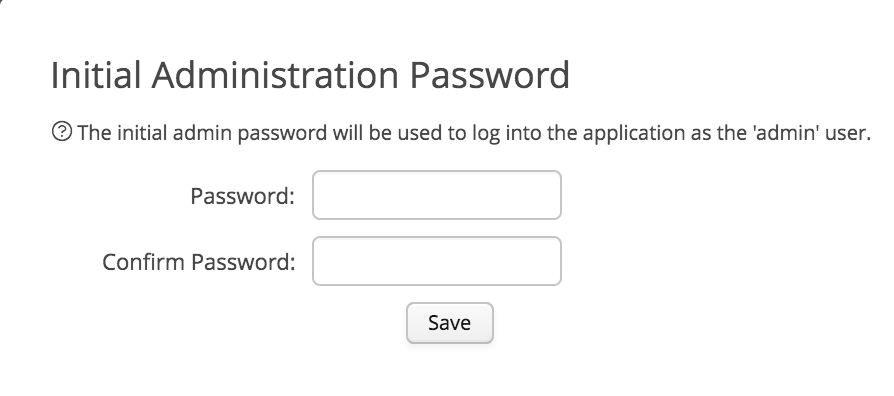 Initial Administration Password
The initial admin password will be used to log into the application as the 'admin' user.
Password:
Confirm Password:
Save